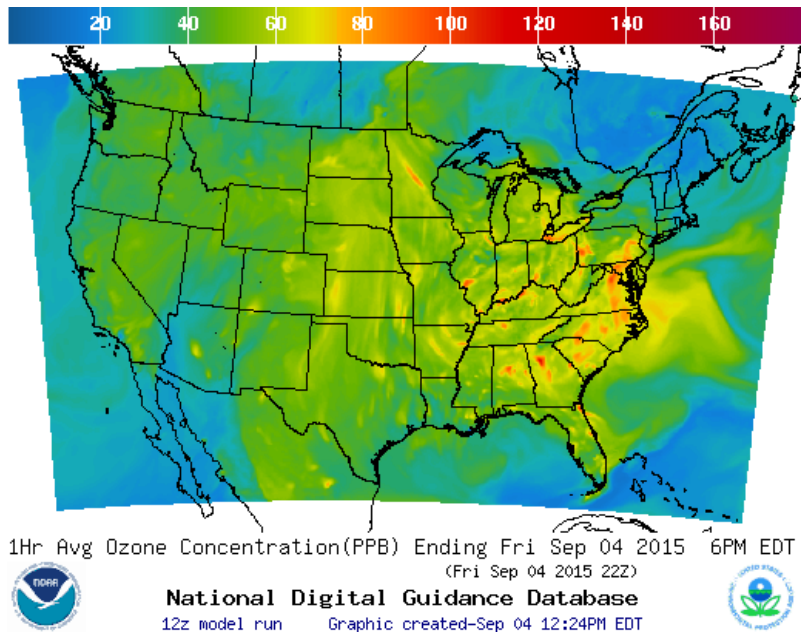 20 40 60 80 100 120 140 160
1Hr Avg Ozone Concentration(PPB) Ending Fri Sep 04 2015 6PM EDT
(Fri Sep 04 2015 22Z)
National Digital Guidance Database
12z model run Graphic created-Sep 04 12:24PM EDT
NOAA